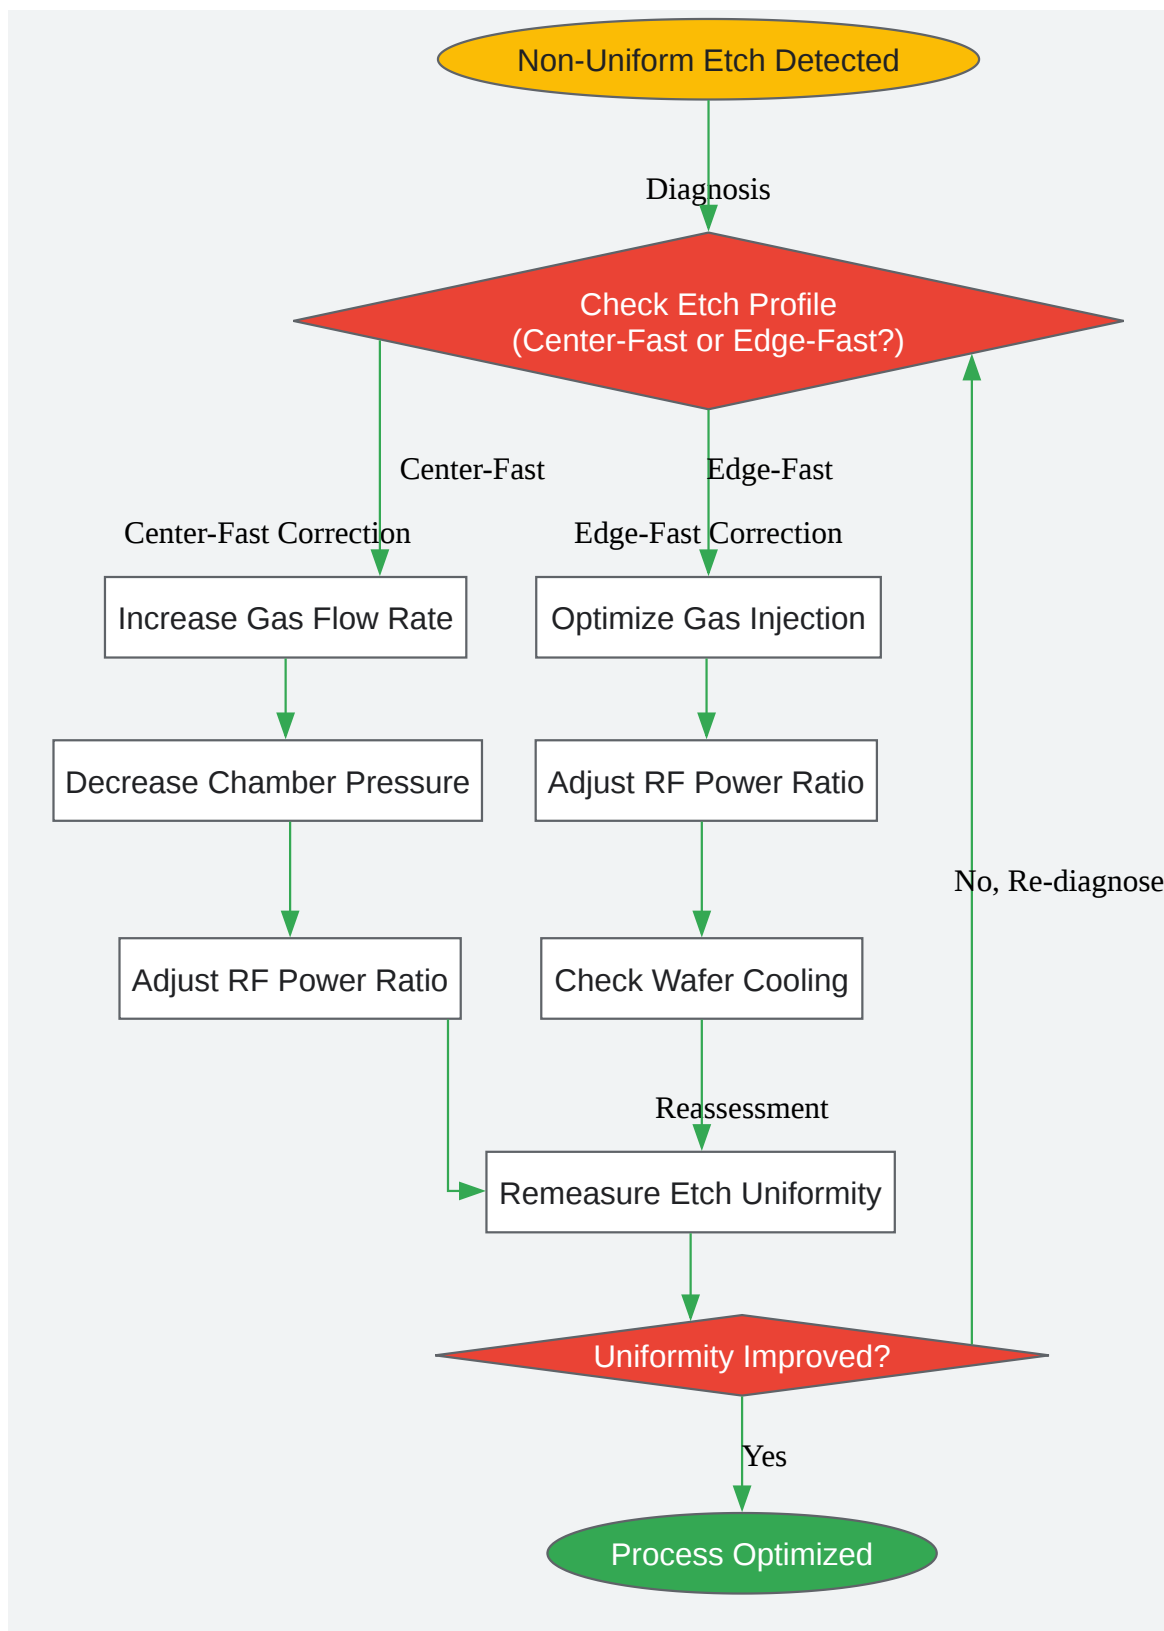 Non-Uniform Etch Detected
Diagnosis
Check Etch Profile
(Center-Fast or Edge-Fast?)
Center-Fast
Edge-Fast
Center-Fast Correction
Edge-Fast Correction
Increase Gas Flow Rate
Optimize Gas Injection
Decrease Chamber Pressure
Adjust RF Power Ratio
No, Re-diagnose
Adjust RF Power Ratio
Check Wafer Cooling
Reassessment
Remeasure Etch Uniformity
Uniformity Improved?
Yes
Process Optimized